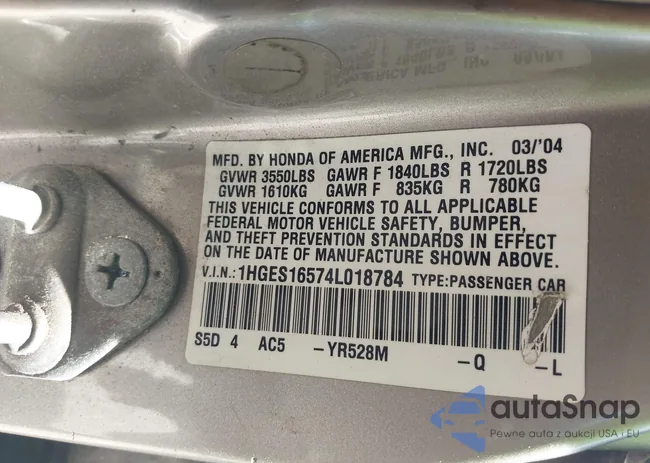 MFD. BY HONDA OF AMERICA MFG., INC. 03/'04
GVWR 3550LBS GAWR F 1840LBS R 1720LBS
GVWR 1610KG GAWR F 835KG R 780KG
THIS VEHICLE CONFORMS TO ALL APPLICABLE
FEDERAL MOTOR VEHICLE SAFETY, BUMPER,
AND THEFT PREVENTION STANDARDS IN EFFECT
ON THE DATE OF MANUFACTURE SHOWN ABOVE.
V.I.N.:1HGES16574L018784 TYPE:PASSENGER CAR
S5D 4 AC5 -YR528M -Q -L
autaSnap
Pewne auta z aukcji USA i EU